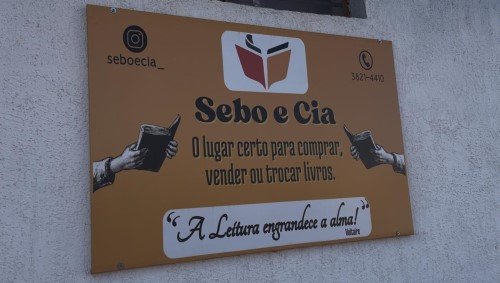 seboecia_
3821-4410
Sebo e Cia
O lugar certo para comprar,
vender ou trocar livros.
"A Leitura engrandece a alma!"
Voltaire